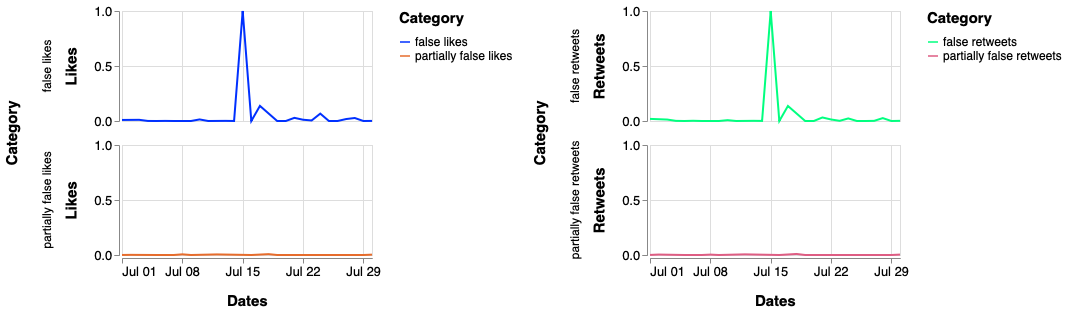 Category
false likes
Likes
1.0
0.5
0.0
partially false likes
Likes
1.0
0.5
0.0
Jul 01 Jul 08 Jul 15 Jul 22 Jul 29
Dates
Category
false likes
partially false likes
Category
false retweets
Retweets
1.0
0.5
0.0
partially false retweets
Retweets
1.0
0.5
0.0
Jul 01 Jul 08 Jul 15 Jul 22 Jul 29
Dates
Category
false retweets
partially false retweets